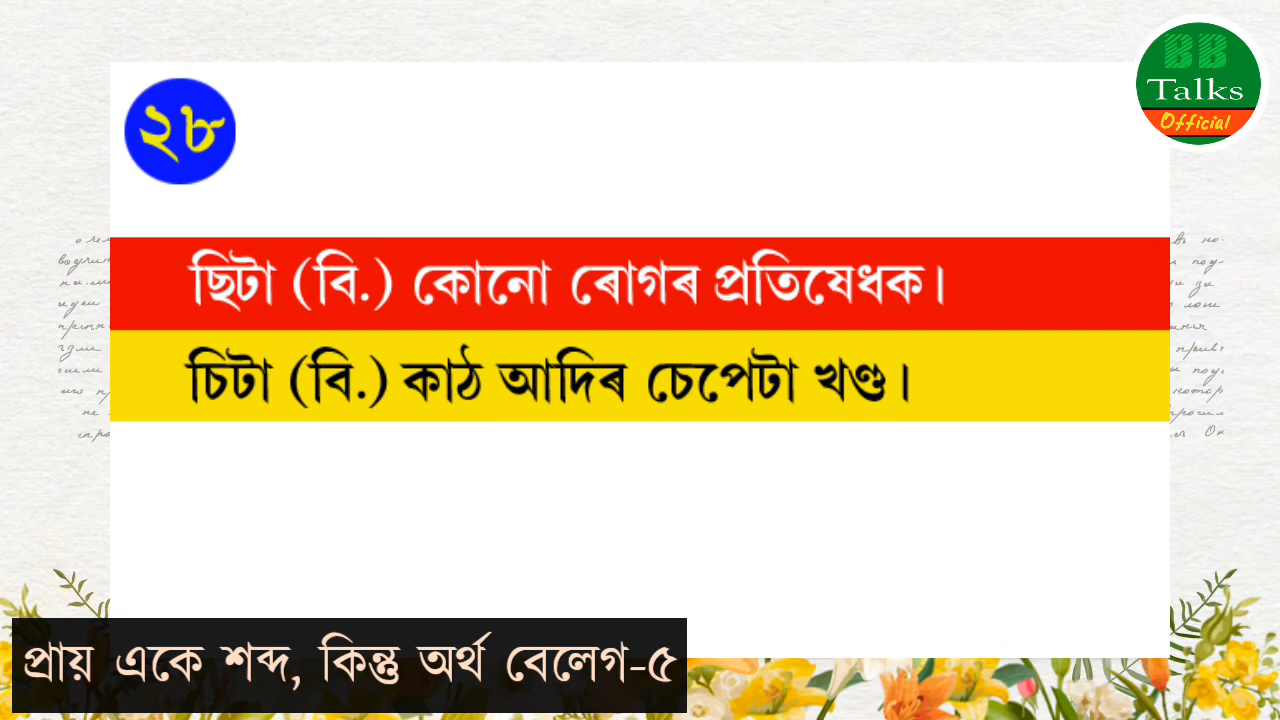 BB
Talks
Official
২৮
ছিটা (বি.) কোনো ৰোগৰ প্ৰতিষেধক।
চিটা (বি.) কাঠ আদিৰ চেপেটা খণ্ড।
প্ৰায় একে শব্দ, কিন্তু অৰ্থ বেলেগ-৫